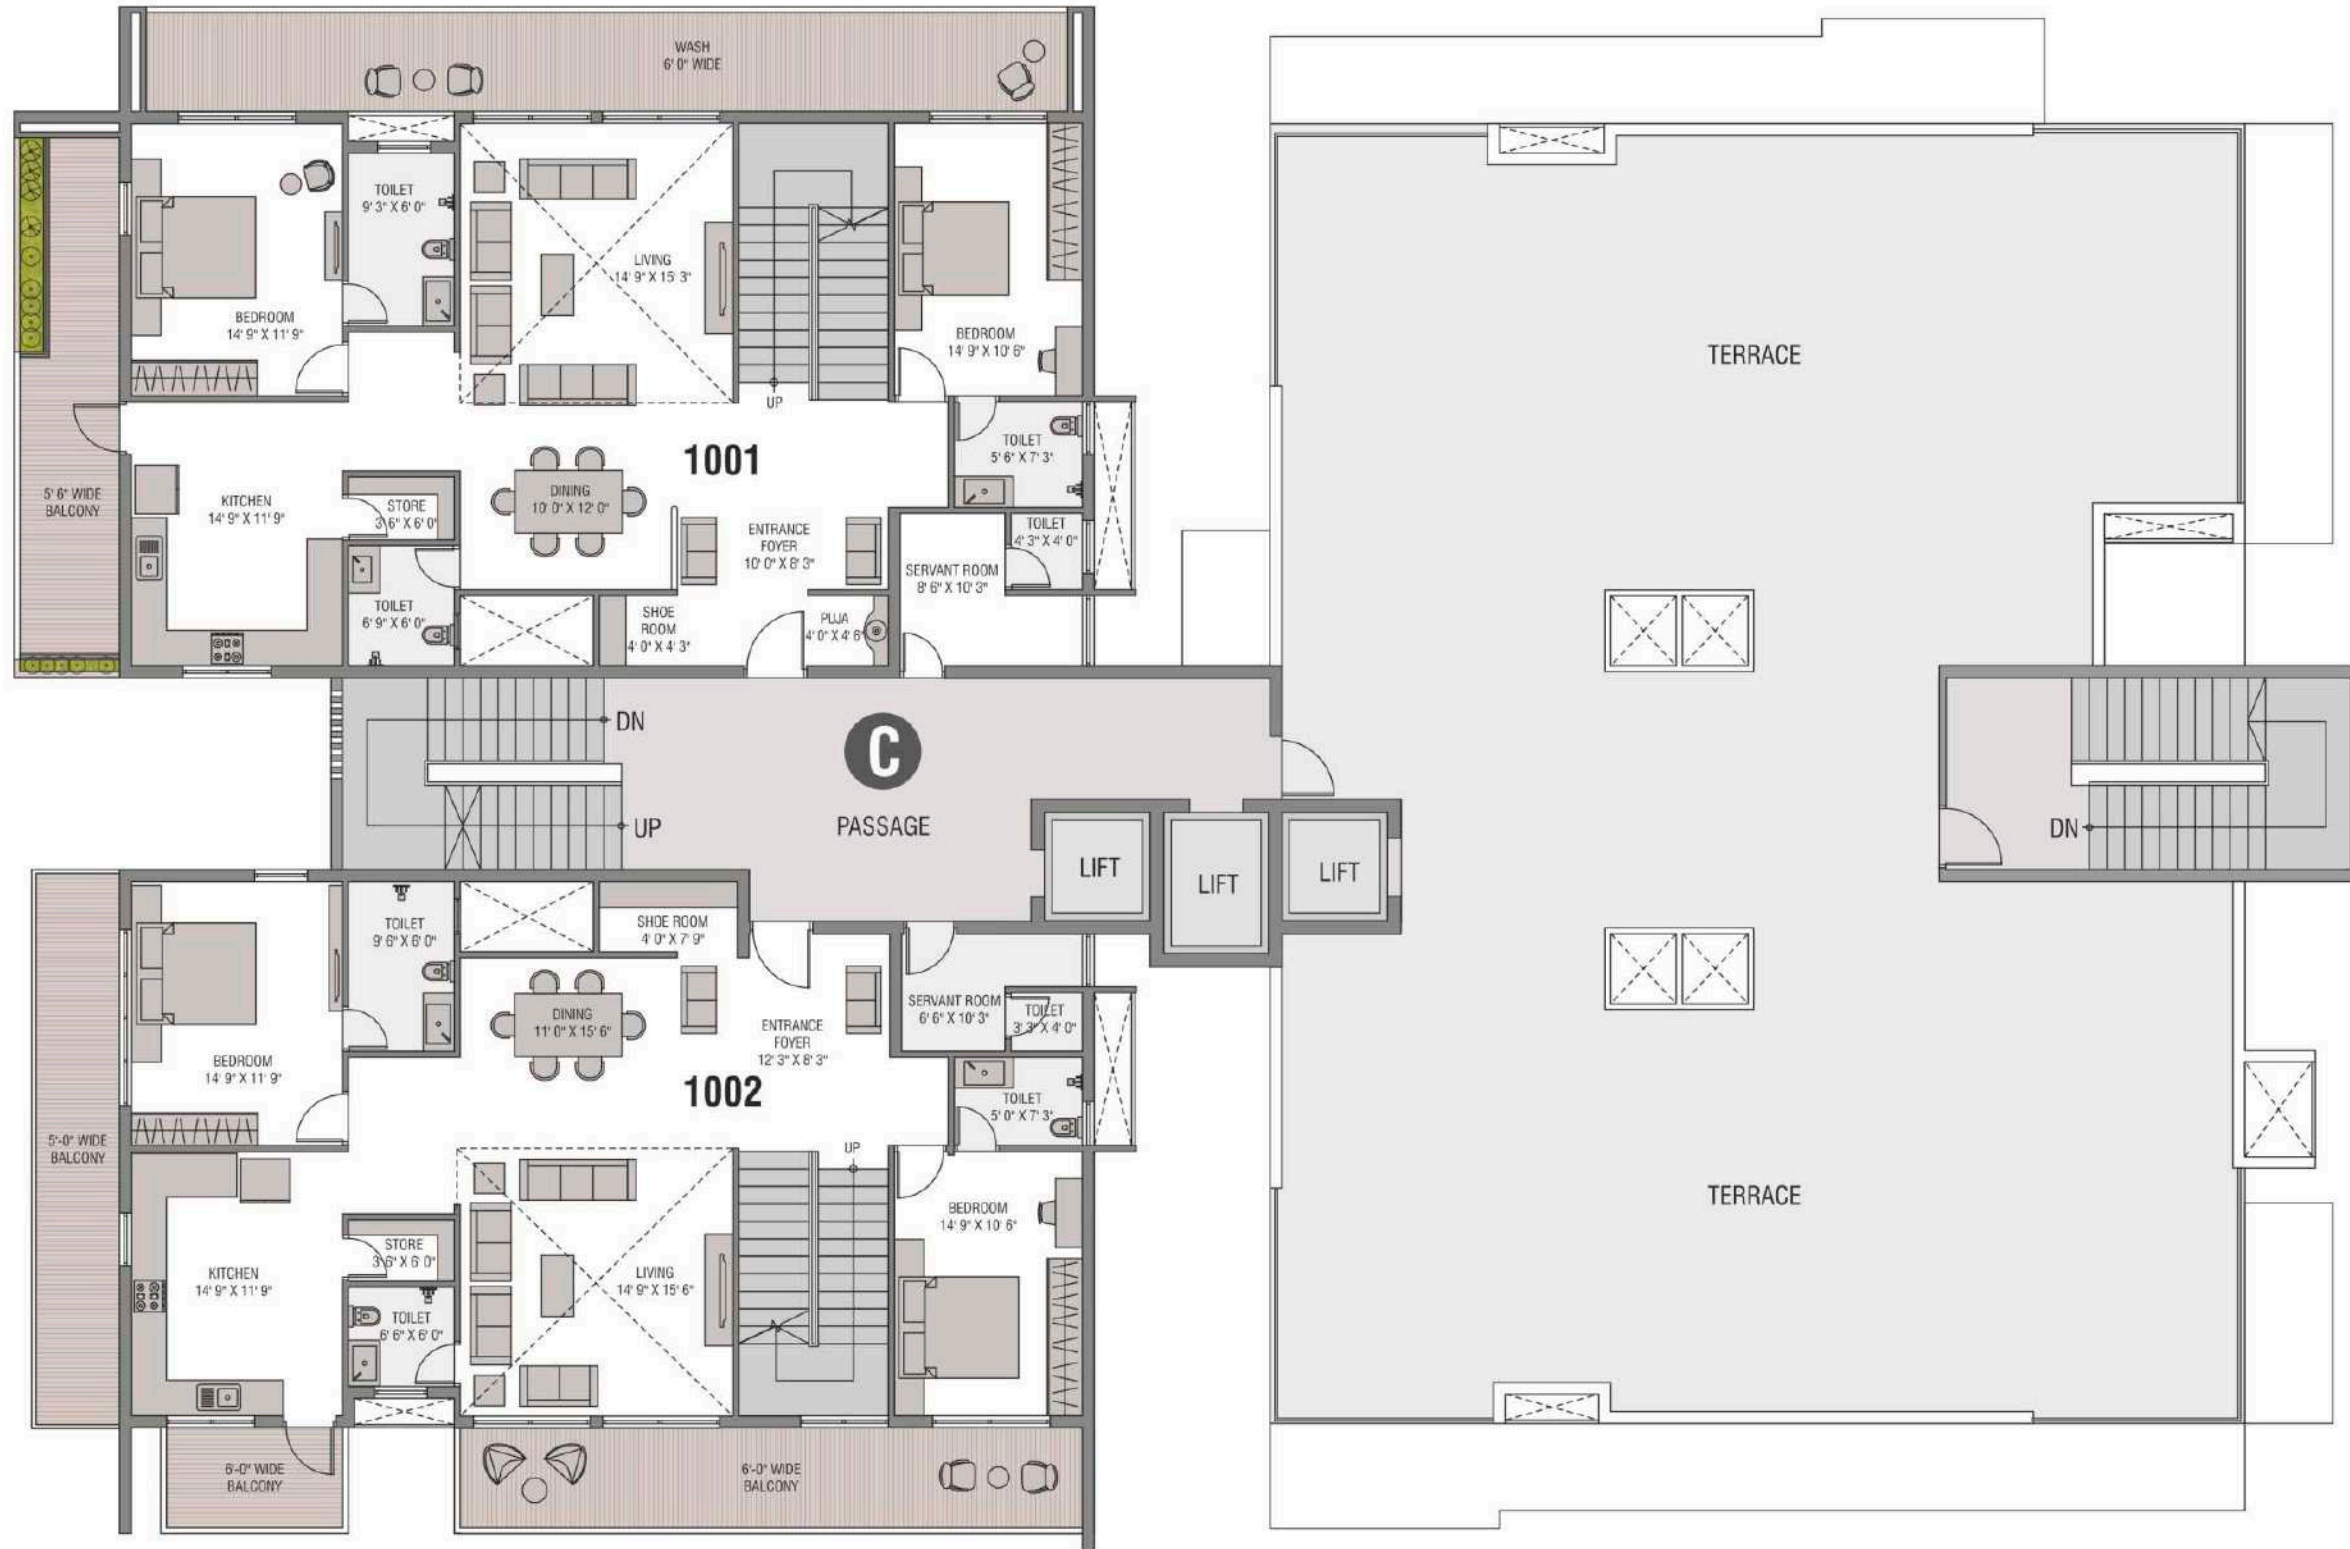 WASH
6' 0" WIDE
TOILET
9' 3" X 6' 0"
LIVING
14' 9" X 15' 3"
BEDROOM
14' 9" X 11' 9"
BEDROOM
14' 9" X 10' 6"
UP
TERRACE
1001
TOILET
5' 6" X 7' 3"
5' 6" WIDE
BALCONY
KITCHEN
14' 9" X 11' 9"
STORE
3' 6" X 6' 0"
DINING
10' 0" X 12' 0"
ENTRANCE
FOYER
10' 0" X 8' 3"
TOILET
4' 3" X 4' 0"
SERVANT ROOM
8' 6" X 10' 3"
TOILET
6' 9" X 6' 0"
SHOE
ROOM
4' 0" X 4' 3"
PUJA
4' 0" X 4' 6"
DN
C
UP
PASSAGE
LIFT
LIFT
LIFT
DN
TOILET
9' 6" X 6' 0"
SHOE ROOM
4' 0" X 7' 9"
DINING
11' 0" X 15' 6"
ENTRANCE
FOYER
12' 3" X 8' 3"
SERVANT ROOM
6' 6" X 10' 3"
TOILET
3' 3" X 4' 0"
BEDROOM
14' 9" X 11' 9"
1002
TOILET
5' 0" X 7' 3"
5'-0" WIDE
BALCONY
UP
BEDROOM
14' 9" X 10' 6"
TERRACE
STORE
3' 6" X 6' 0"
KITCHEN
14' 9" X 11' 9"
LIVING
14' 9" X 15' 6"
TOILET
6' 6" X 6' 0"
6'-0" WIDE
BALCONY
6'-0" WIDE
BALCONY